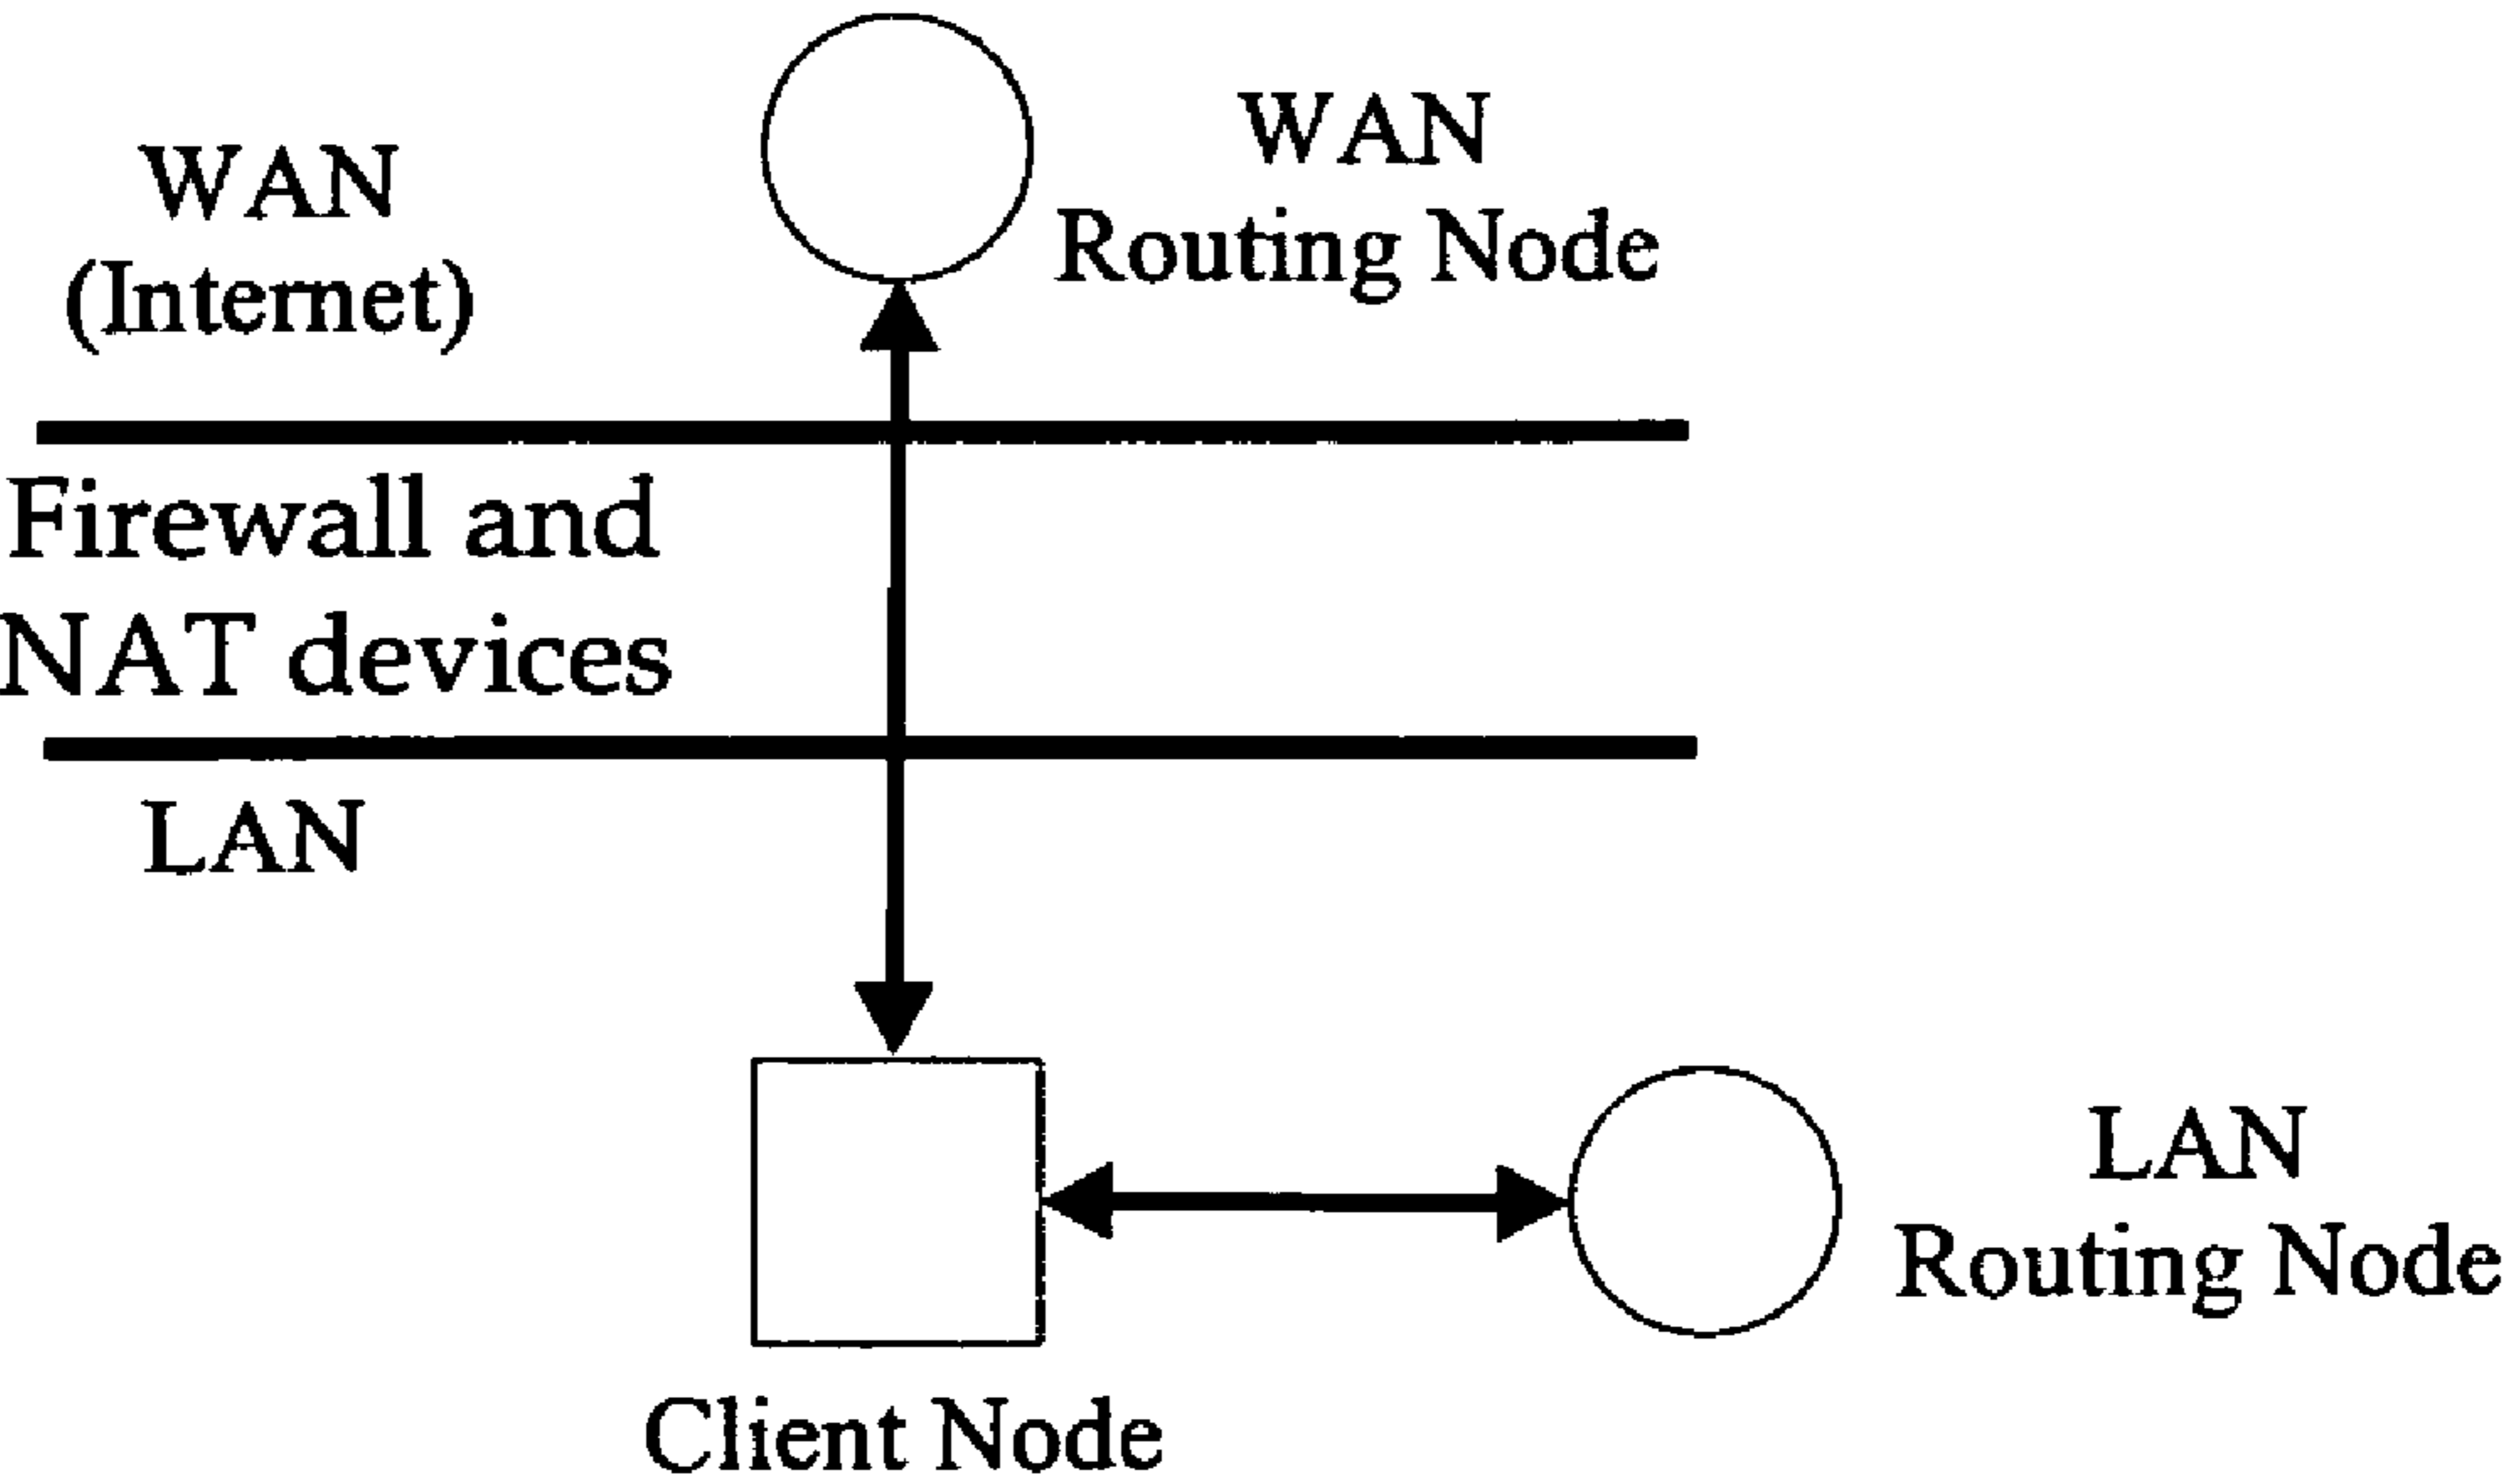 WAN
Routing Node
WAN
(Internet)
Firewall and
NAT devices
LAN
LAN
Routing Node
Client Node